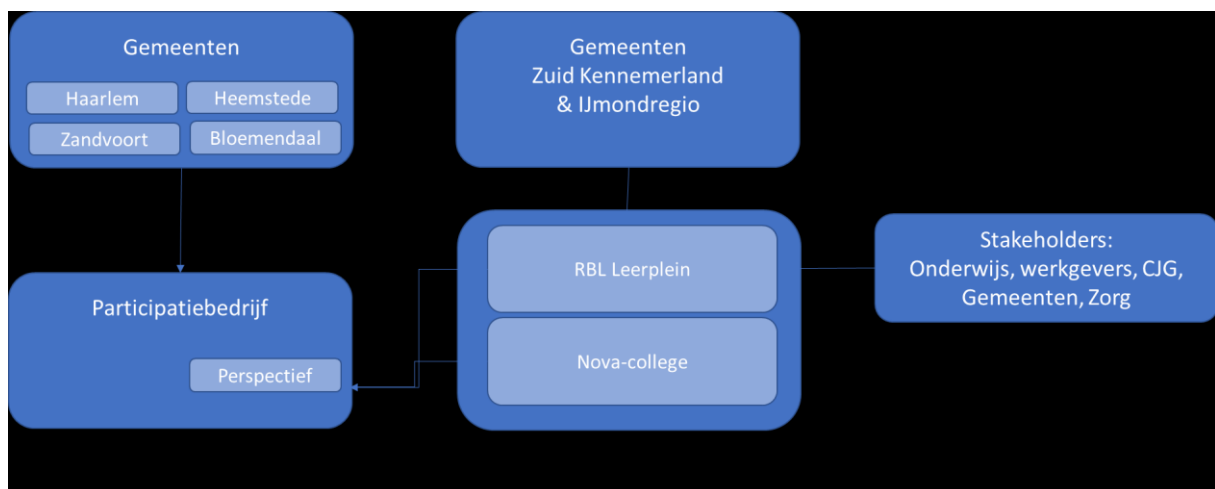 Gemeenten
Haarlem
Heemstede
Zandvoort
Bloemendaal
Gemeenten
Zuid Kennemerland
& IJmondregio
Participatiebedrijf
Perspectief
RBL Leerplein
Nova-college
Stakeholders:
Onderwijs, werkgevers, CJG,
Gemeenten, Zorg